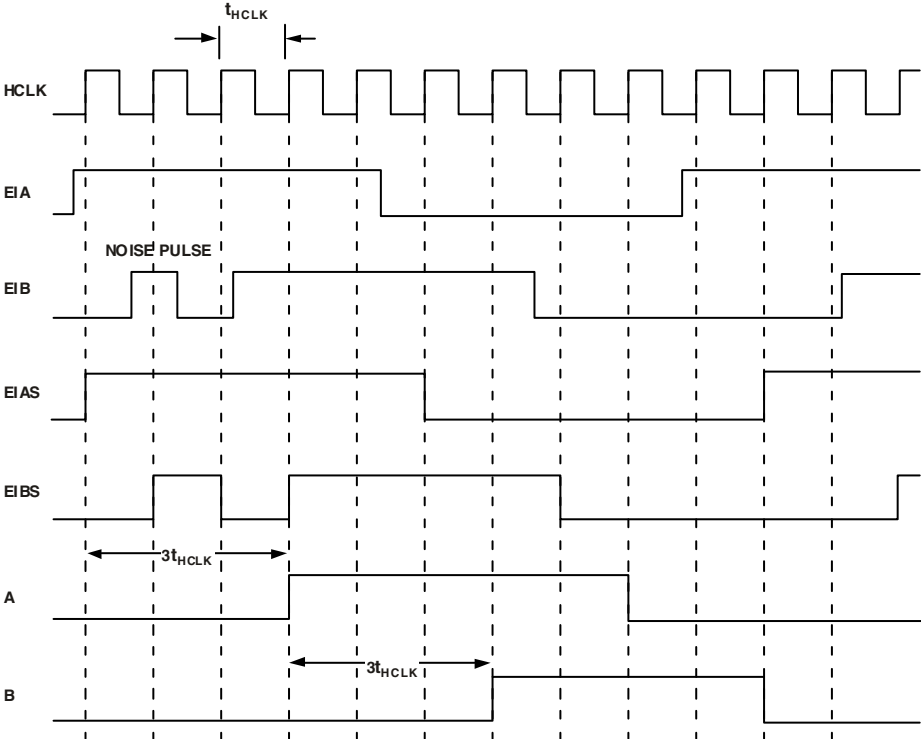 tHCLK
HCLK
EIA
NOISE PULSE
EIB
EIAS
EIBS
3tHCLK
A
3tHCLK
B